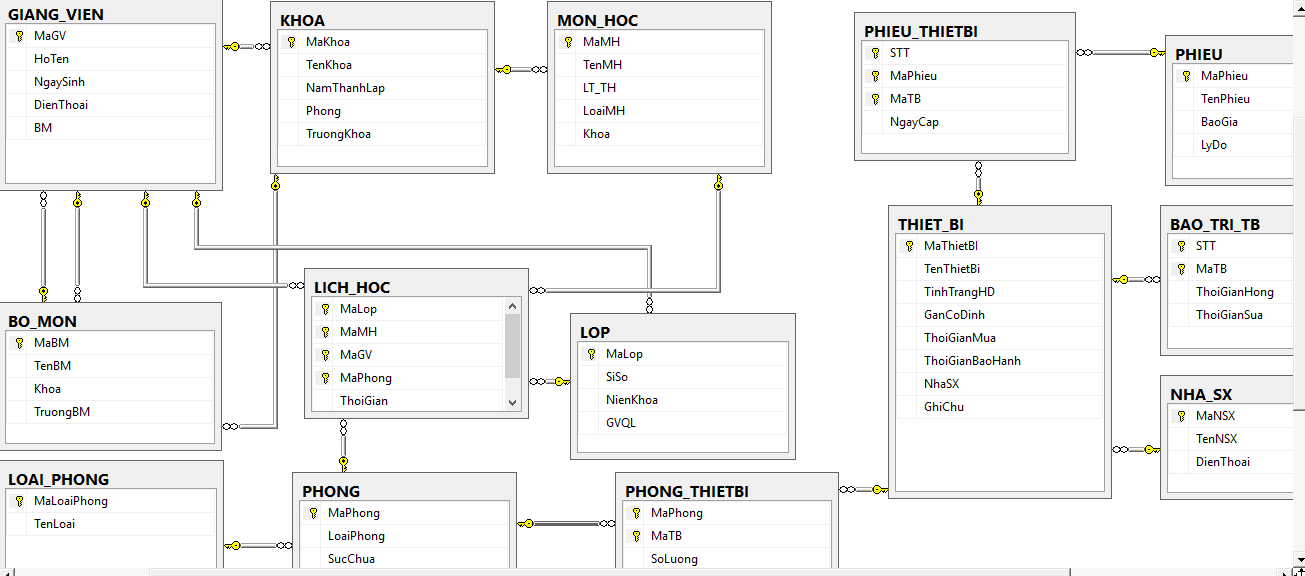 GIANG_VIEN
MaGV
HoTen
NgaySinh
DienThoai
BM
KHOA
MaKhoa
TenKhoa
NamThanhLap
Phong
TruongKhoa
MON_HOC
MaMH
TenMH
LT_TH
LoaiMH
Khoa
PHIEU_THIETBI
STT
MaPhieu
MaTB
NgayCap
PHIEU
MaPhieu
TenPhieu
BaoGia
LyDo
THIET_BI
MaThietBI
TenThietBi
TinhTrangHD
GanCoDinh
ThoiGianMua
ThoiGianBaoHanh
NhaSX
GhiChu
BAO_TRI_TB
STT
MaTB
ThoiGianHong
ThoiGianSua
BO_MON
MaBM
TenBM
Khoa
TruongBM
LICH_HOC
MaLop
MaMH
MaGV
MaPhong
ThoiGian
LOP
MaLop
SiSo
NienKhoa
GVQL
NHA_SX
MaNSX
TenNSX
DienThoai
LOAI_PHONG
MaLoaiPhong
TenLoai
PHONG
MaPhong
LoaiPhong
SucChua
PHONG_THIETBI
MaPhong
MaTB
SoLuong